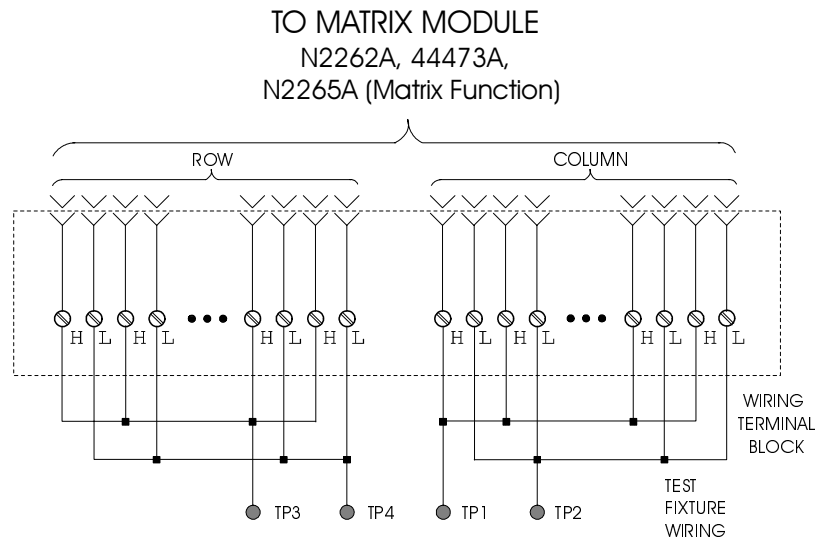 TO MATRIX MODULE
N2262A, 44473A,
N2265A (Matrix Function)
ROW COLUMN
H L H L H L H L H L H L H L H L
WIRING
TERMINAL
BLOCK
TEST
FIXTURE
WIRING
TP3 TP4 TP1 TP2